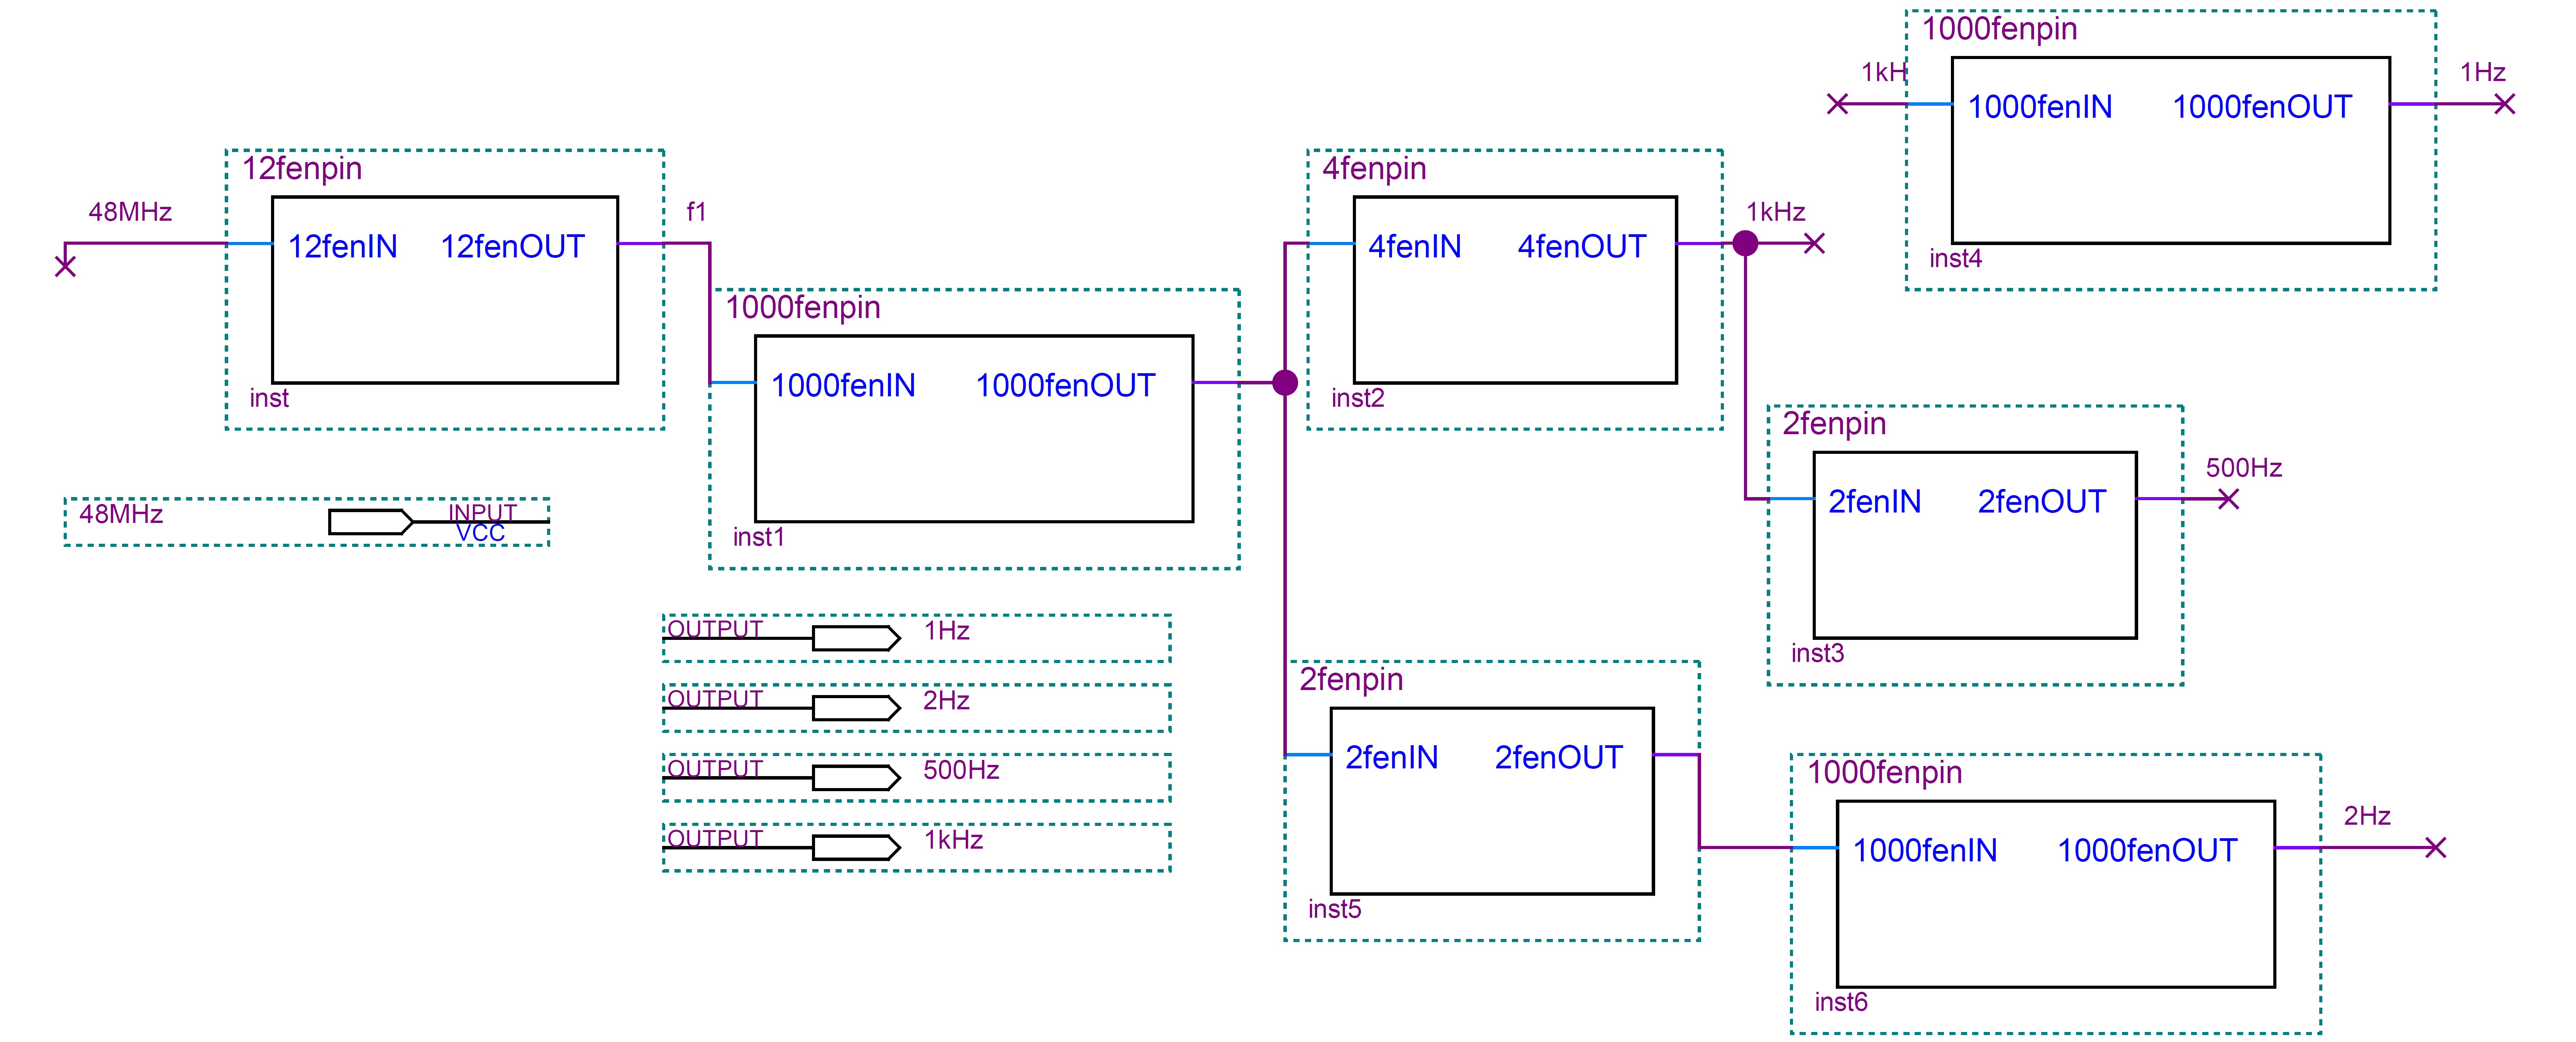 1000fenpin
1kH
1000fenIN 1000fenOUT
1Hz
inst4
12fenpin
48MHz
12fenIN 12fenOUT
f1
inst
4fenpin
4fenIN 4fenOUT
1kHz
inst2
1000fenpin
1000fenIN 1000fenOUT
inst1
2fenpin
2fenIN 2fenOUT
500Hz
inst3
48MHz
INPUT
VCC
OUTPUT 1Hz
OUTPUT 2Hz
OUTPUT 500Hz
OUTPUT 1kHz
2fenpin
2fenIN 2fenOUT
inst5
1000fenpin
1000fenIN 1000fenOUT
2Hz
inst6